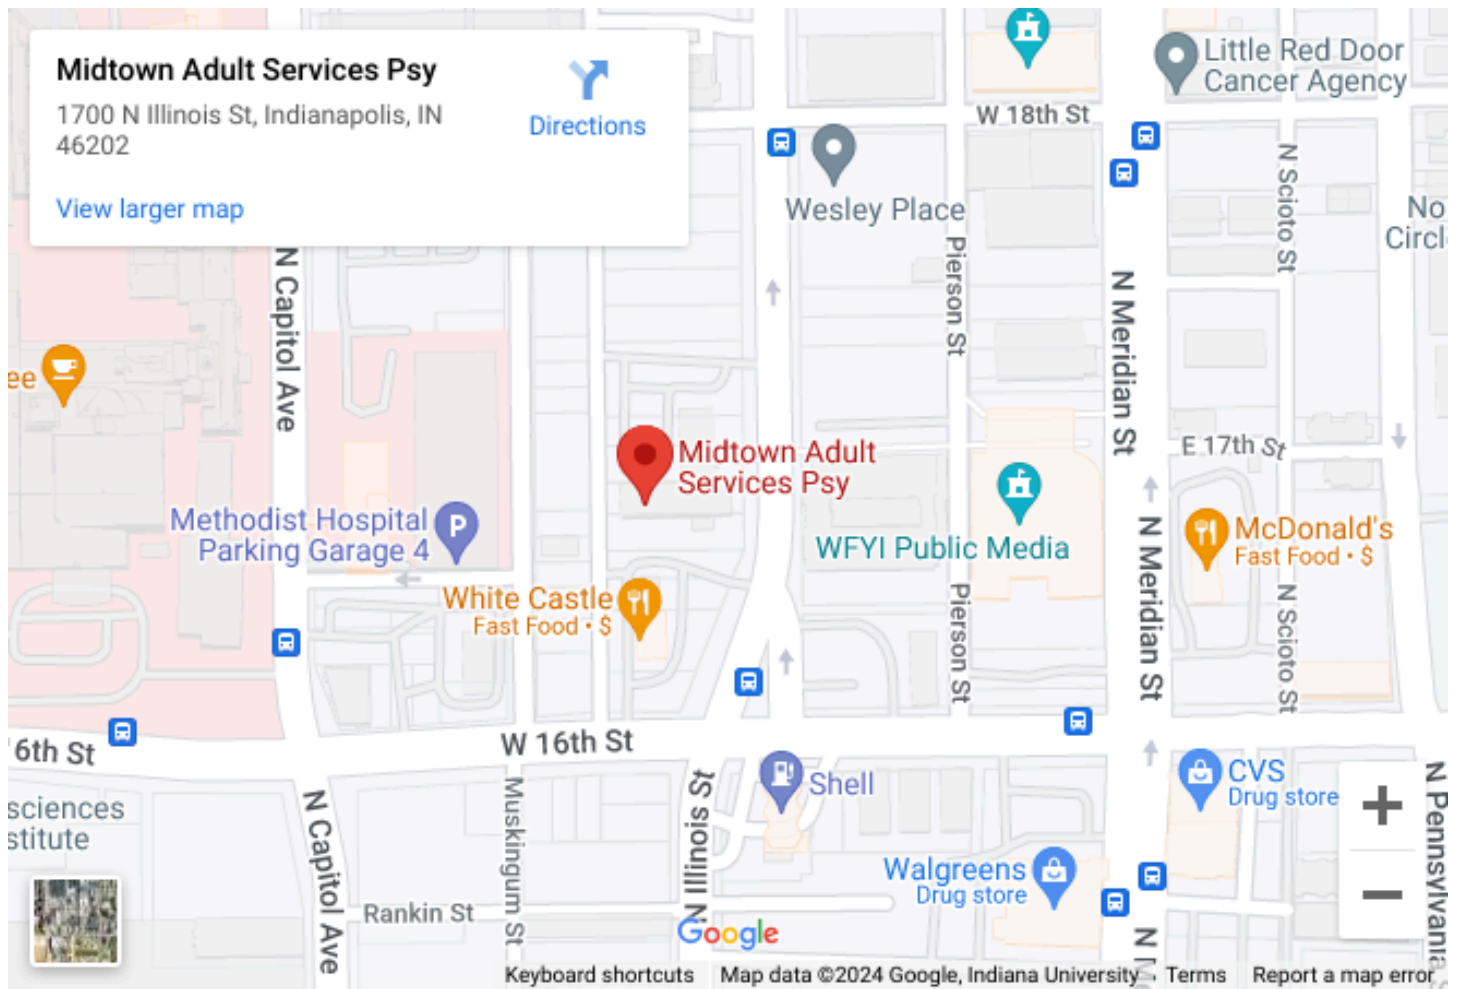 Midtown Adult Services Psy
1700 N Illinois St, Indianapolis, IN
46202
Directions
View larger map
W 18th St
Little Red Door
Cancer Agency
Wesley Place
N Scioto St
No
Circl
Pierson St
N Capitol Ave
N Meridian St
ee
E 17th St
Midtown Adult
Services Psy
Methodist Hospital
Parking Garage 4
P
WFYI Public Media
McDonald's
Fast Food • $
White Castle
Fast Food • $
Pierson St
N Meridian St
N Scioto St
6th St
W 16th St
Shell
CVS
Drug store
sciences
stitute
N Capitol Ave
Muskingum St
N Illinois St
Walgreens
Drug store
N Pennsylvania S
Rankin St
Google
N M
Keyboard shortcuts
Map data ©2024 Google, Indiana University
Terms
Report a map error